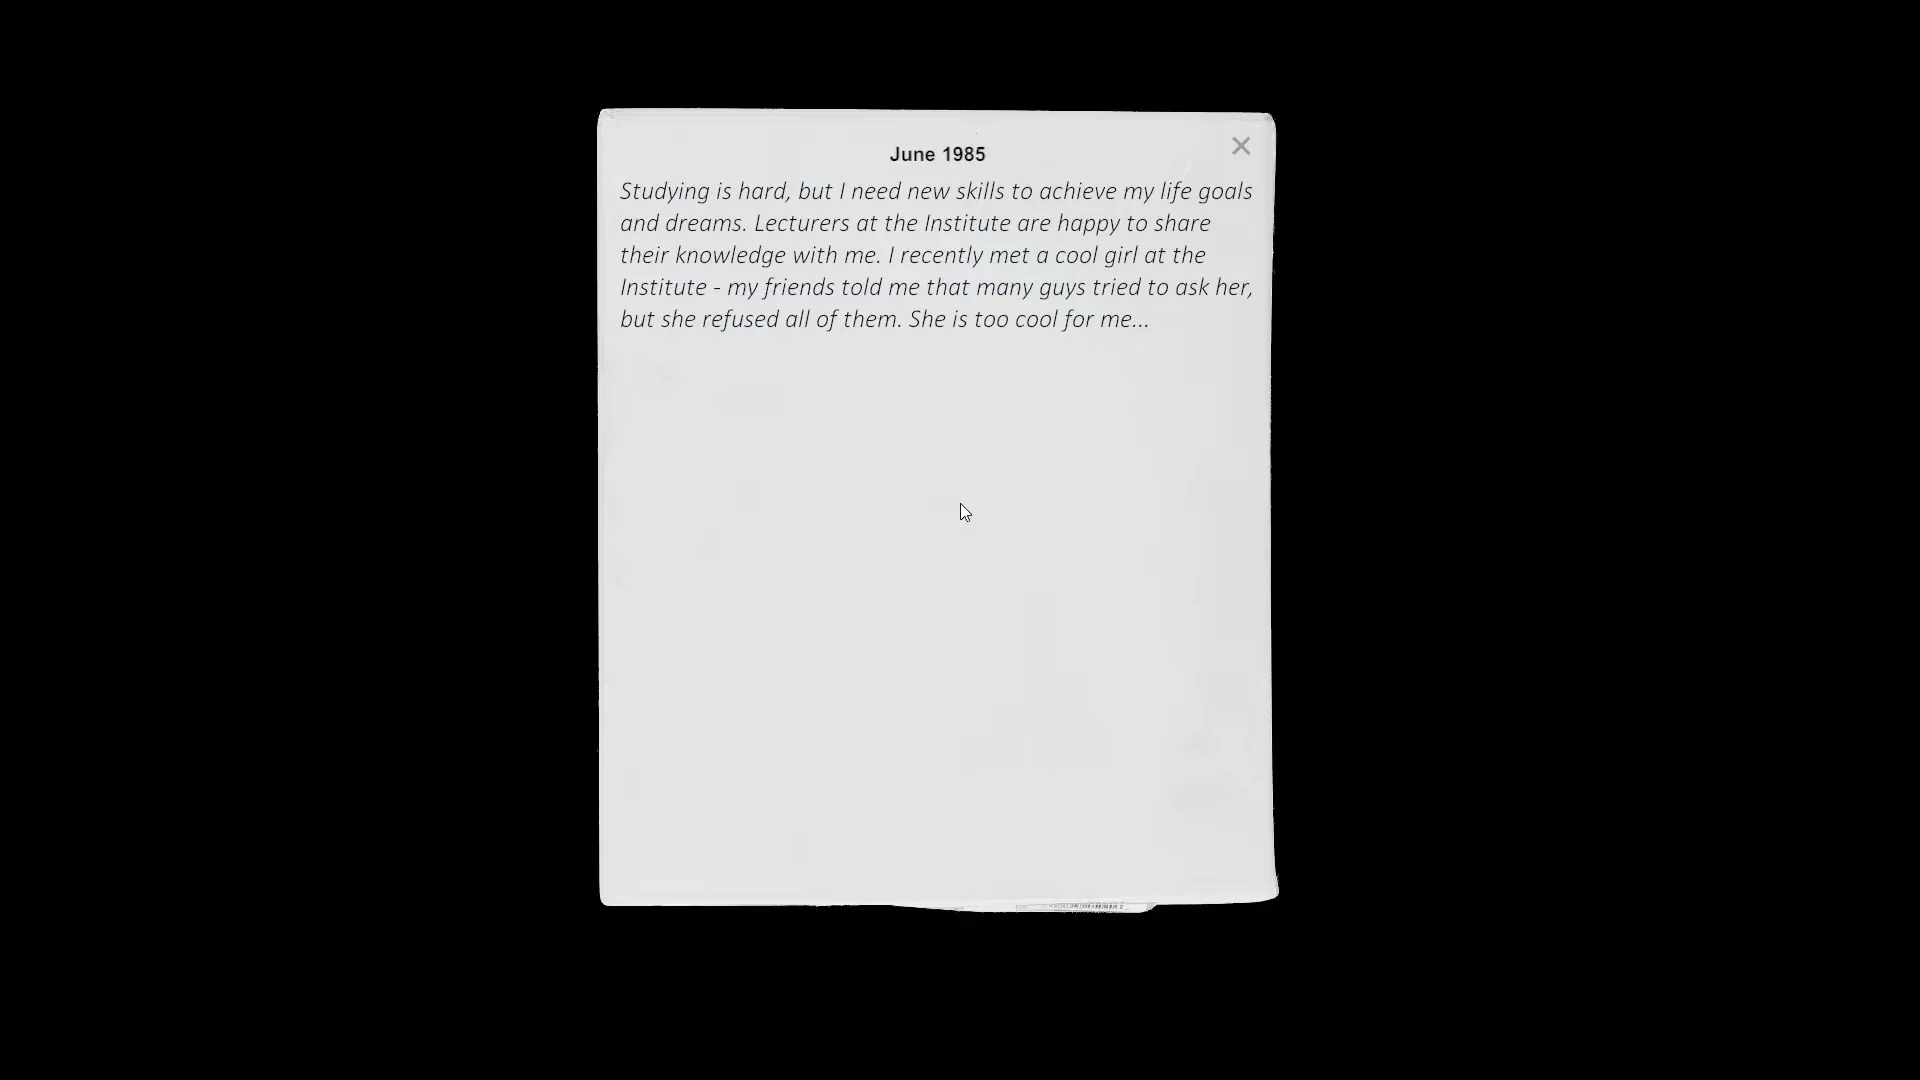 June 1985
Studying is hard, but I need new skills to achieve my life goals
and dreams. Lecturers at the Institute are happy to share
their knowledge with me. I recently met a cool girl at the
Institute - my friends told me that many guys tried to ask her,
but she refused all of them. She is too cool for me...